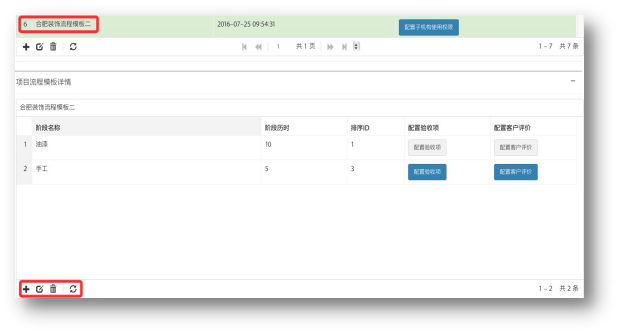 6 合肥装饰流程模板二 2016-07-25 09:54:31 配置子机构使用权限
1 共 1 页 1 - 7 共 7 条
项目流程模板详情
合肥装饰流程模板二
阶段名称 阶段历时 排序ID 配置验收项 配置客户评价
1 油漆 10 1 配置验收项 配置客户评价
2 手工 5 3 配置验收项 配置客户评价
1 - 2 共 2 条